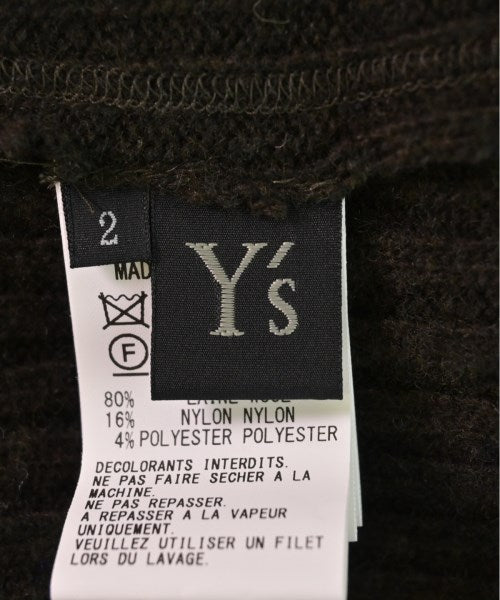 2
Y's
MAD
F
80% LAINE WOOL
16% NYLON NYLON
4% POLYESTER POLYESTER
DECOLORANTS INTERDITS.
NE PAS FAIRE SECHER A LA
MACHINE.
NE PAS REPASSER.
A REPASSER A LA VAPEUR
UNIQUEMENT.
VEUILLEZ UTILISER UN FILET
LORS DU LAVAGE.